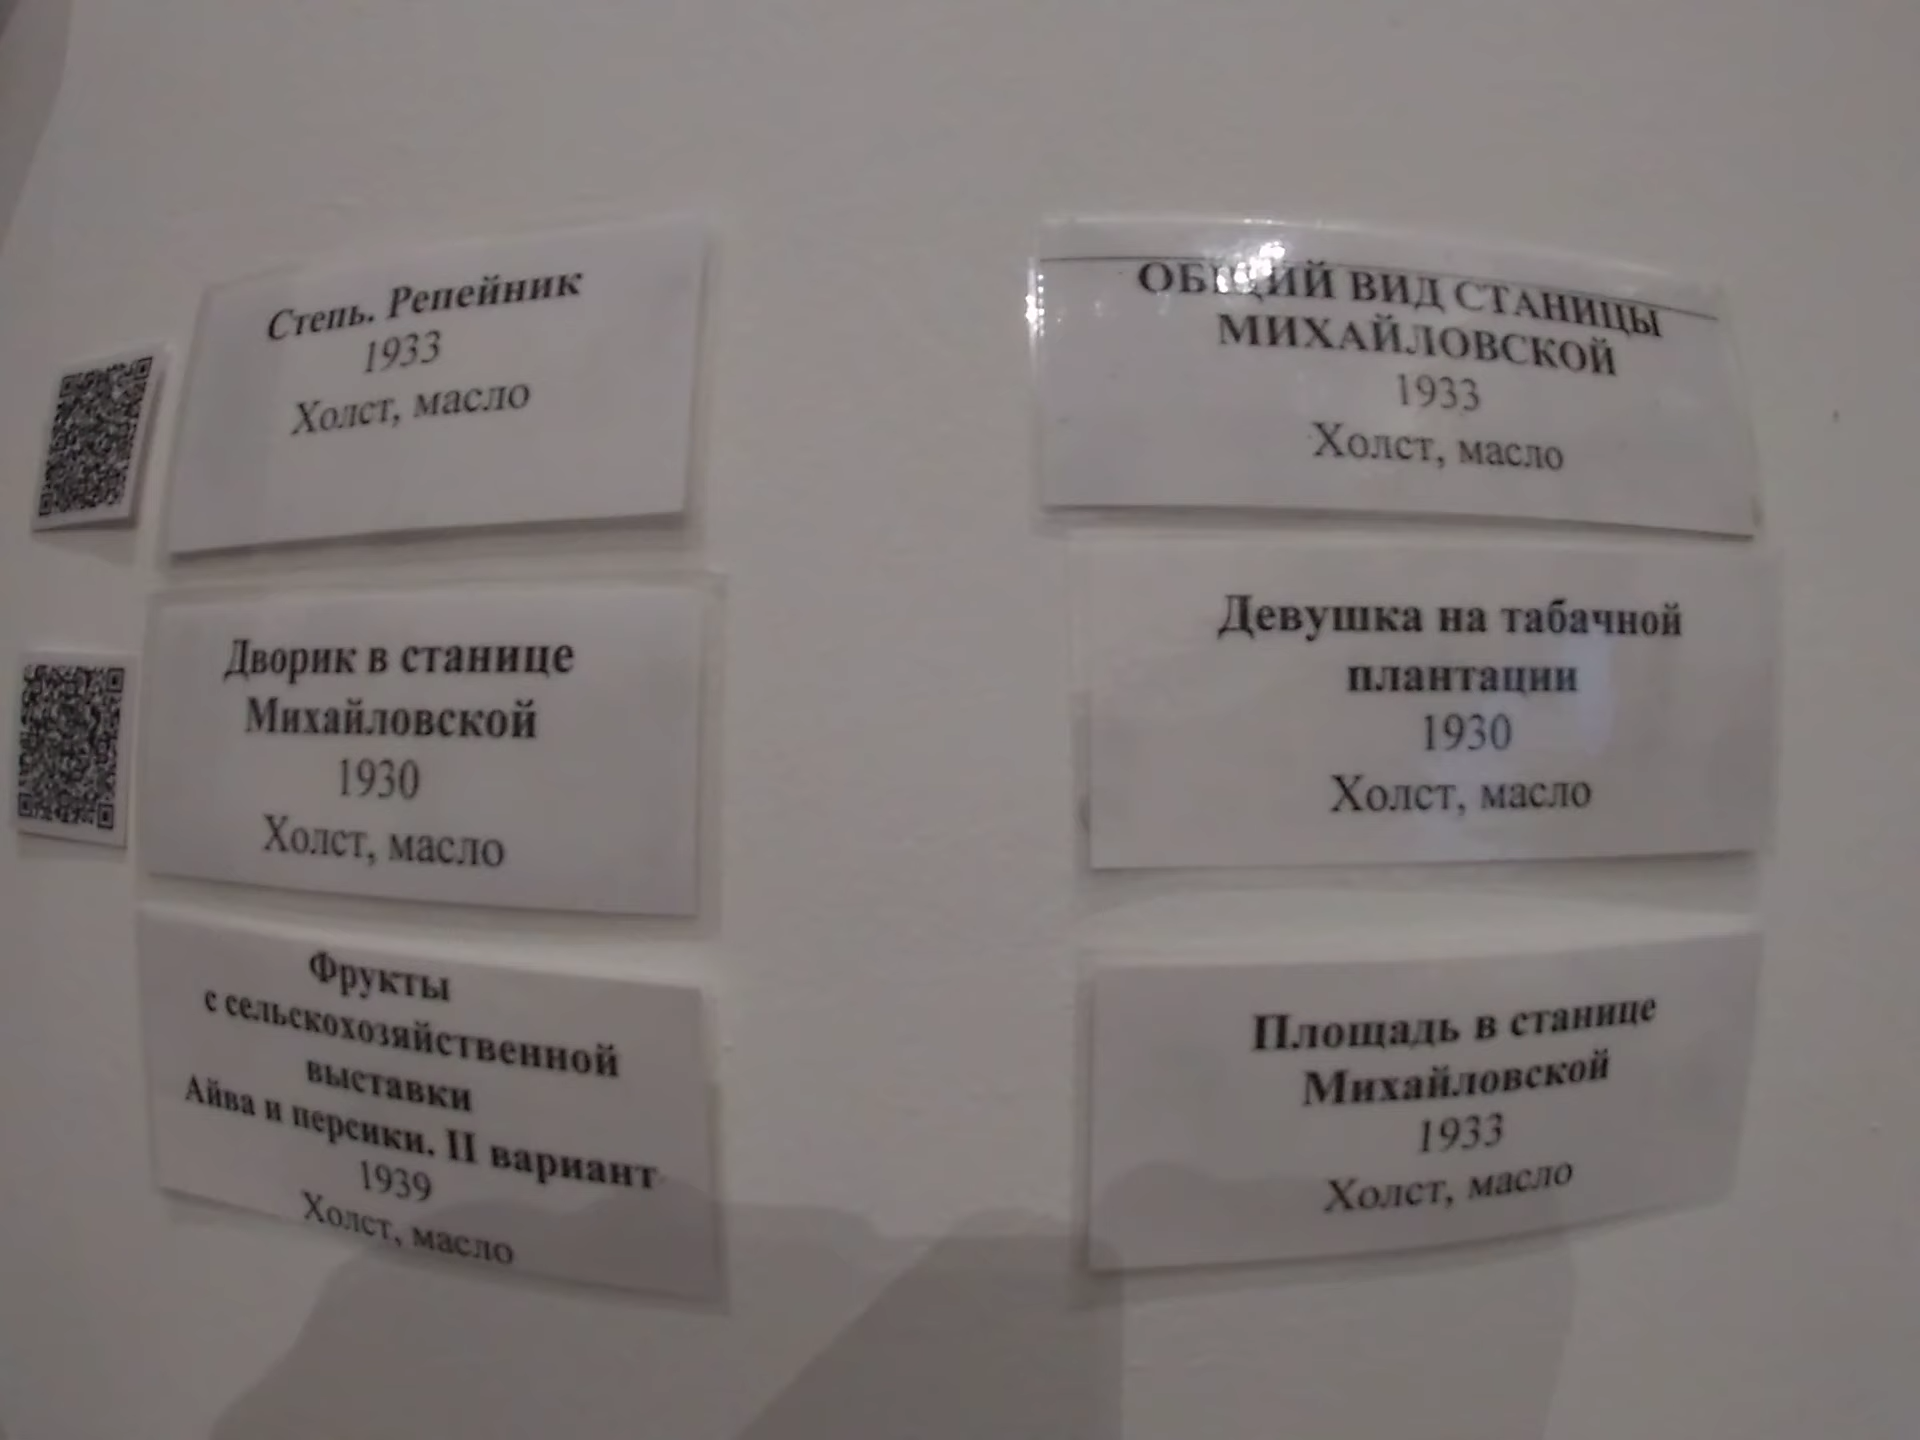 Степь. Репейник
1933
Холст, масло
Дворик в станице
Михайловской
1930
Холст, масло
Фрукты
с сельскохозяйственной
выставки
Айва и персики. II вариант
1939
Холст, масло
ОБЩИЙ ВИД СТАНИЦЫ
МИХАЙЛОВСКОЙ
1933
Холст, масло
Девушка на табачной
плантации
1930
Холст, масло
Площадь в станице
Михайловской
1933
Холст, масло